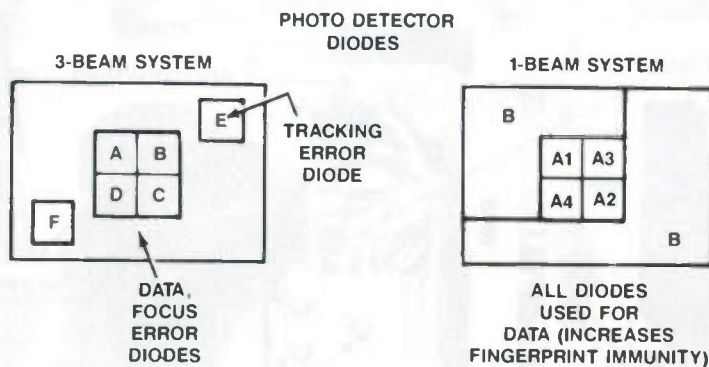 PHOTO DETECTOR
DIODES
3-BEAM SYSTEM
E
A B
D C
F
TRACKING
ERROR
DIODE
DATA,
FOCUS
ERROR
DIODES
1-BEAM SYSTEM
B
A1 A3
A4 A2
B
ALL DIODES
USED FOR
DATA (INCREASES
FINGERPRINT IMMUNITY)